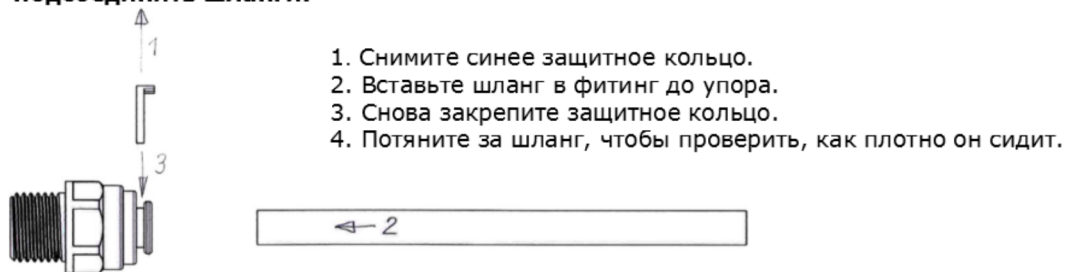 1
1. Снимите синее защитное кольцо.
2. Вставьте шланг в фитинг до упора.
3. Снова закрепите защитное кольцо.
4. Потяните за шланг, чтобы проверить, как плотно он сидит.
3
2